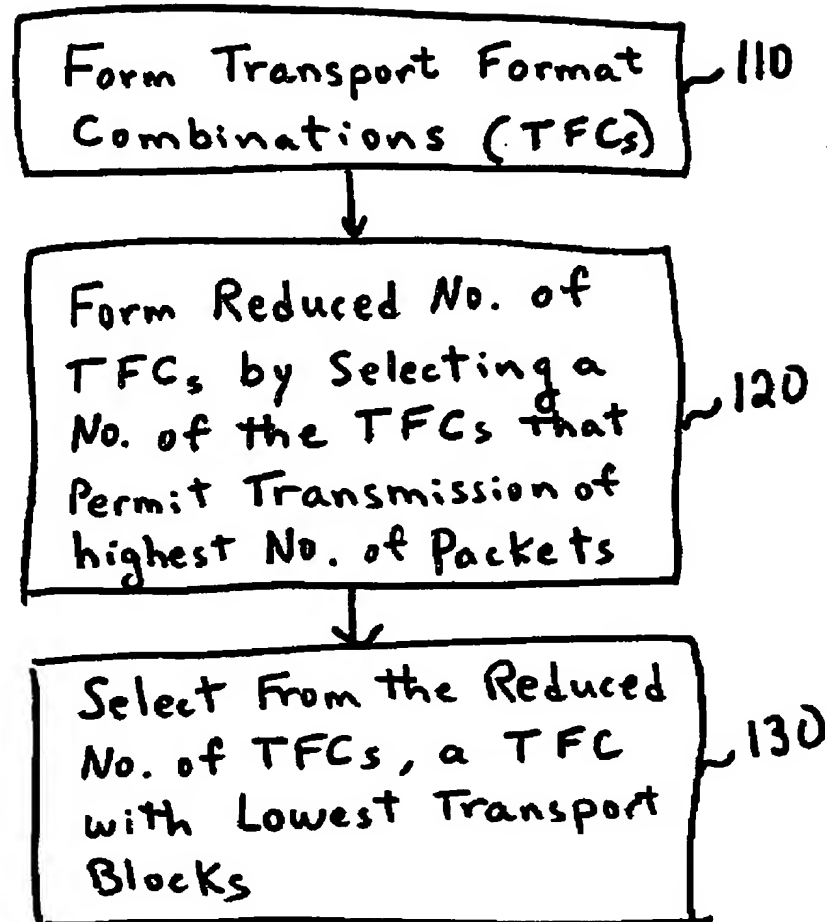 Form Transport Format
Combinations (TFCs)
110
Form Reduced No. of
TFCs by Selecting a
No. of the TFCs that
Permit Transmission of
highest No. of Packets
120
Select From the Reduced
No. of TFCs, a TFC
with Lowest Transport
Blocks
130